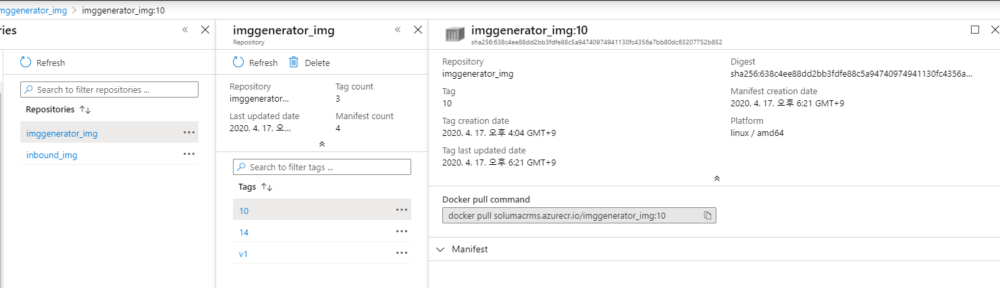 imggenerator_img > imggenerator_img:10
ries
Refresh
Search to filter repositories ...
Repositories
imggenerator_img
inbound_img
imggenerator_img
Repository
Refresh
Delete
Repository
imggenerator...
Tag count
3
Last updated date
2020. 4. 17. 오...
Manifest count
4
Search to filter tags ...
Tags
10
14
v1
imggenerator_img:10
sha256:638c4ee88dd2bb3fdfe88c5a94740974941130fc4356a7bb80dc63207752b852
Repository
imggenerator_img
Tag
10
Tag creation date
2020. 4. 17. 오후 4:04 GMT+9
Tag last updated date
2020. 4. 17. 오후 6:21 GMT+9
Digest
sha256:638c4ee88dd2bb3fdfe88c5a94740974941130fc4356a...
Manifest creation date
2020. 4. 17. 오후 6:21 GMT+9
Platform
linux / amd64
Docker pull command
docker pull solumacrms.azurecr.io/imggenerator_img:10
Manifest